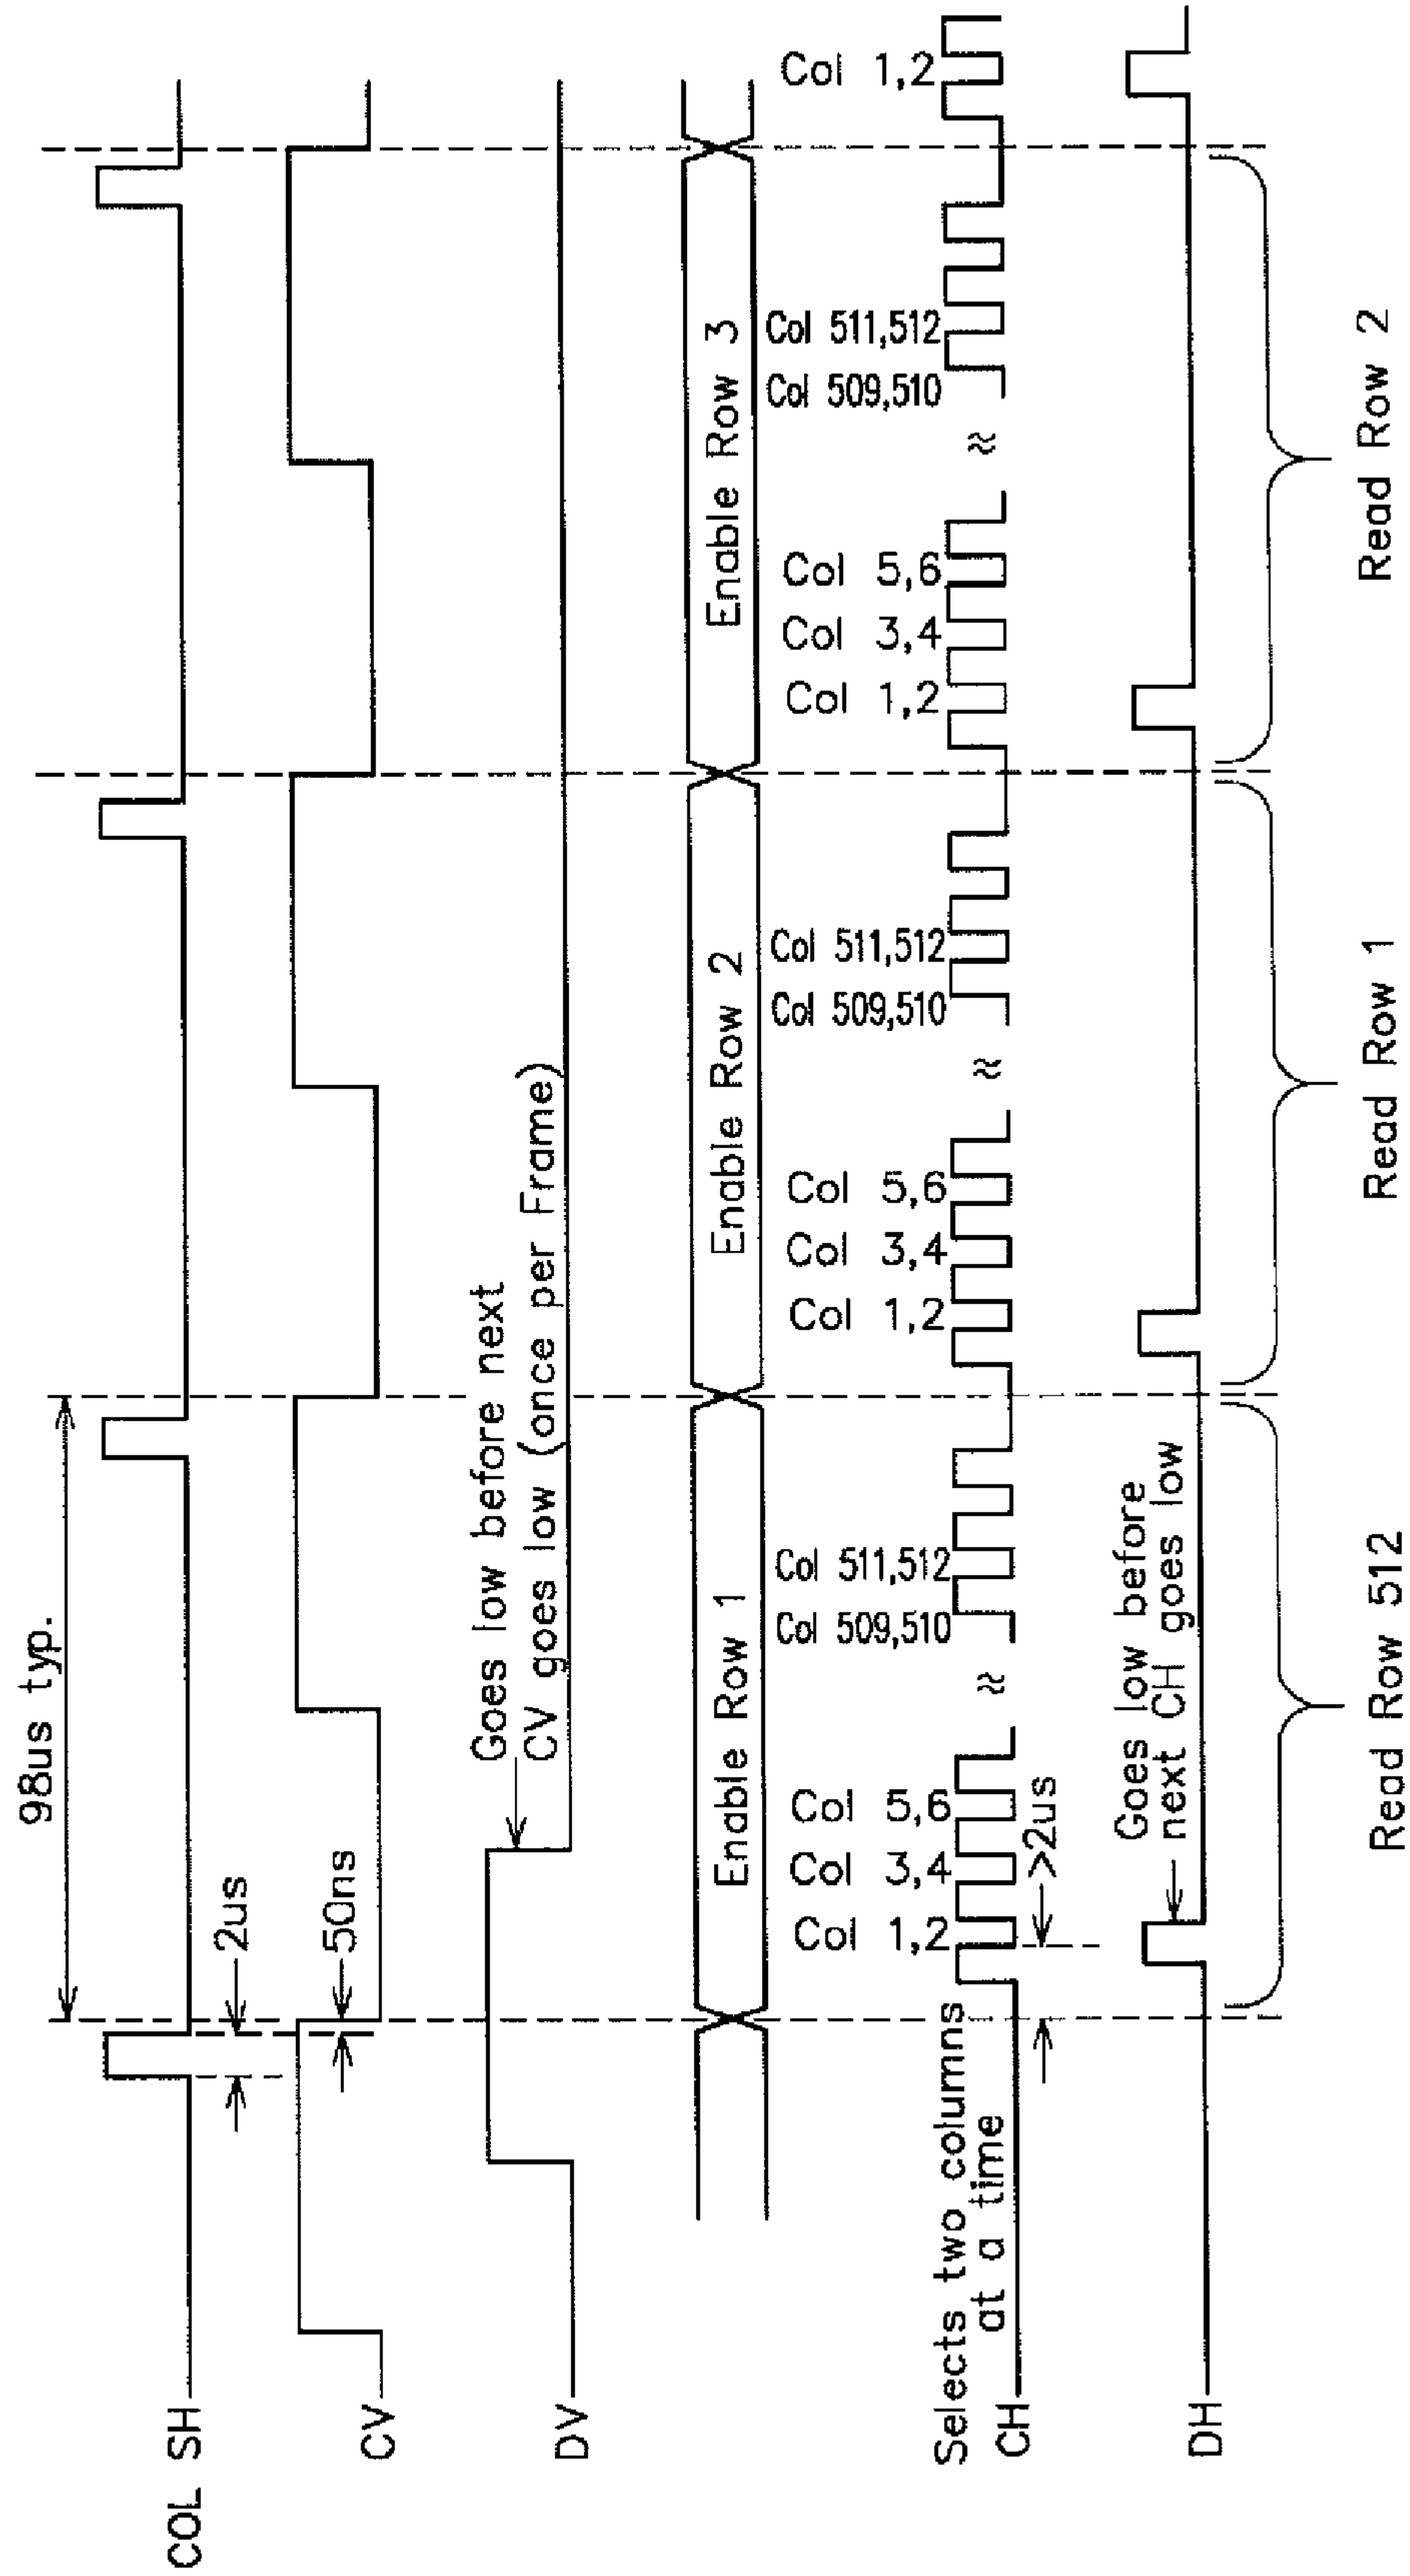 98us typ.
COL SH
2us
CV
50ns
DV
Goes low before next
CV goes low (once per Frame)
Enable Row 1
Enable Row 2
Enable Row 3
Selects two columns
at a time
CH
Col 1,2
Col 3,4
Col 5,6
Col 509,510
Col 511,512
Col 1,2
Col 3,4
Col 5,6
Col 509,510
Col 511,512
Col 1,2
Col 3,4
Col 5,6
Col 509,510
Col 511,512
Col 1,2
>2us
DH
Goes low before
next CH goes low
Read Row 512
Read Row 1
Read Row 2